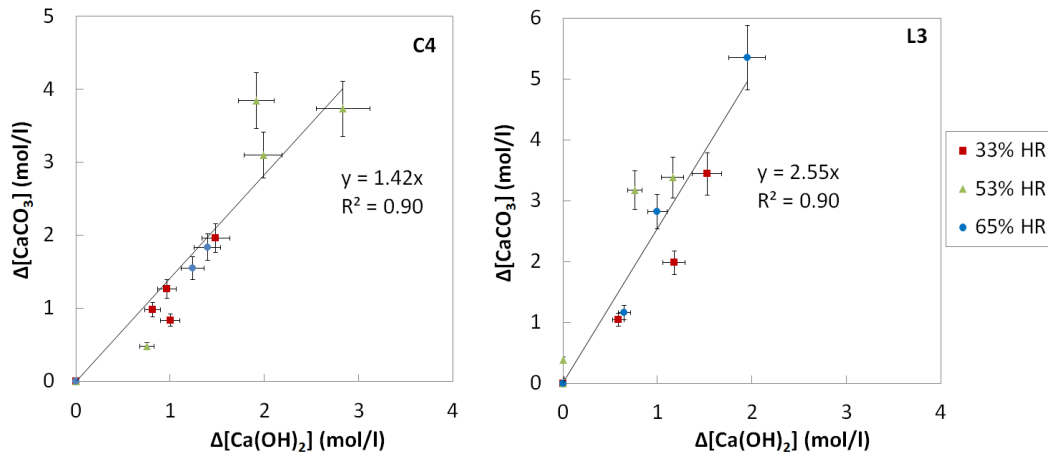 C4
Δ[CaCO3] (mol/l)
5
4
3
2
1
0
y = 1.42x
R² = 0.90
0 1 2 3 4
Δ[Ca(OH)2] (mol/l)
L3
Δ[CaCO3] (mol/l)
6
5
4
3
2
1
0
y = 2.55x
R² = 0.90
0 1 2 3 4
Δ[Ca(OH)2] (mol/l)
33% HR
53% HR
65% HR